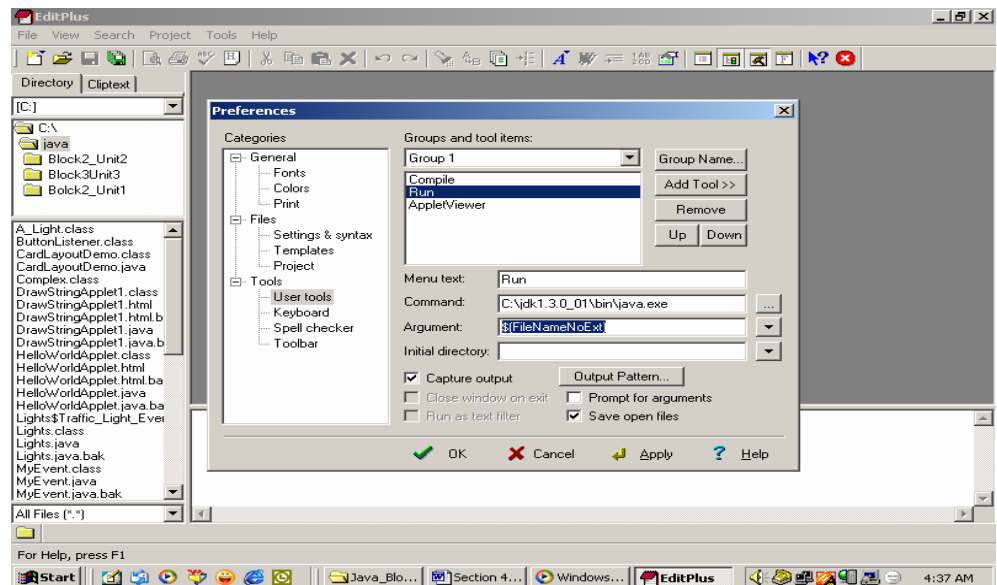 EditPlus
File View Search Project Tools Help
Directory Cliptext
[C:]
C:\
java
Block2_Unit2
Block3Unit3
Bolck2_Unit1
A_Light.class
ButtonListener.class
CardLayoutDemo.class
CardLayoutDemo.java
Complex.class
DrawStringApplet1.class
DrawStringApplet1.html
DrawStringApplet1.html.b
DrawStringApplet1.java
DrawStringApplet1.java.b
HelloWorldApplet.class
HelloWorldApplet.html
HelloWorldApplet.html.ba
HelloWorldApplet.java
HelloWorldApplet.java.ba
Lights$Traffic_Light_Ever
Lights.class
Lights.java
Lights.java.bak
MyEvent.class
MyEvent.java
MyEvent.java.bak
All Files (*.*)
Preferences
Categories
General
Fonts
Colors
Print
Files
Settings & syntax
Templates
Project
Tools
User tools
Keyboard
Spell checker
Toolbar
Groups and tool items:
Group 1
Group Name...
Compile
Run
AppletViewer
Add Tool >>
Remove
Up Down
Menu text: Run
Command: C:\jdk1.3.0_01\bin\java.exe ...
Argument: $(FileNameNoExt)
Initial directory:
Capture output Output Pattern...
Close window on exit Prompt for arguments
Run as text filter Save open files
OK Cancel Apply Help
For Help, press F1
Start Java_Blo... Section 4... Windows... EditPlus 4:37 AM